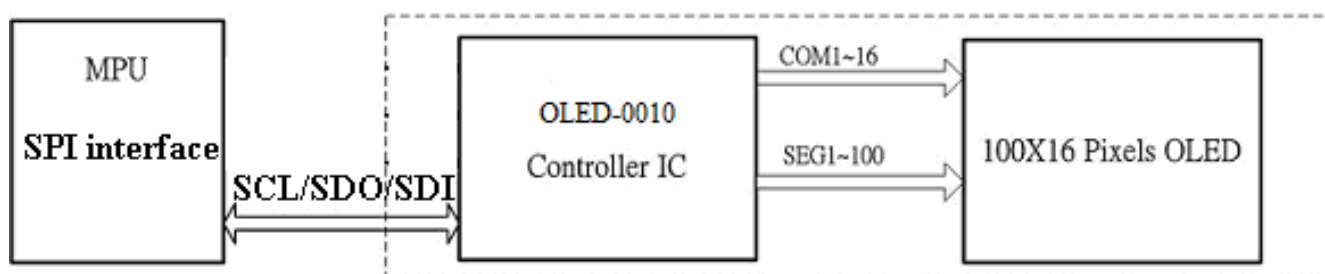 MPU
SPI interface
SCL/SDO/SDI
OLED-0010
Controller IC
COM1~16
SEG1~100
100X16 Pixels OLED